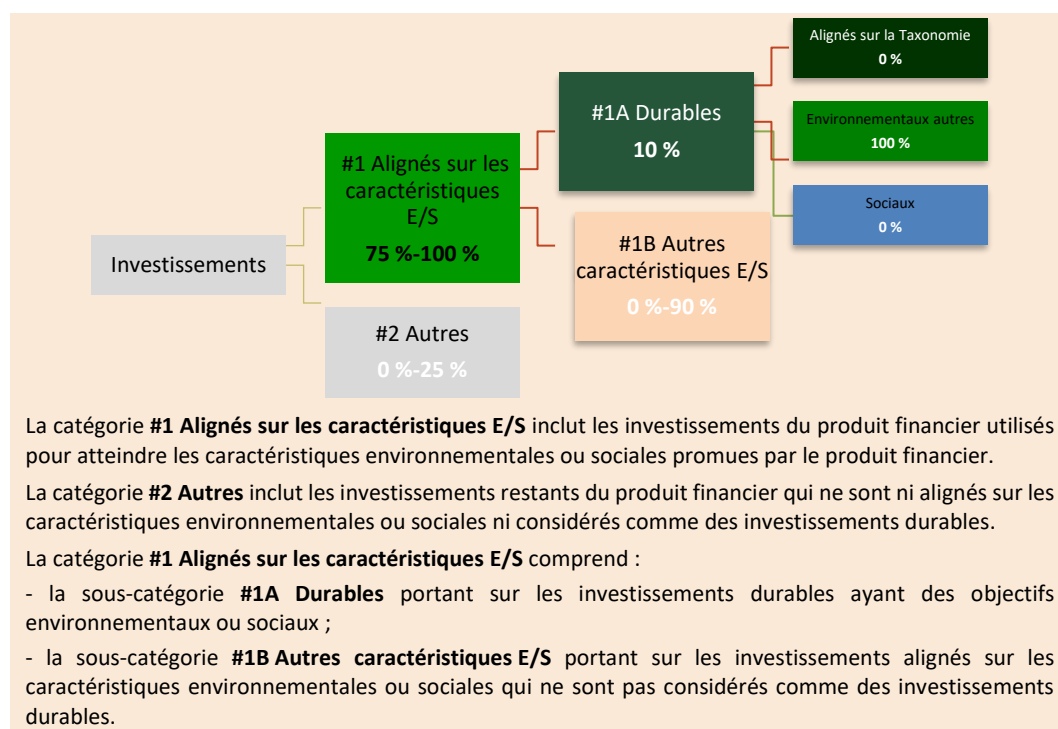 Alignés sur la Taxonomie
0 %
#1A Durables
10 %
Environnementaux autres
100 %
#1 Alignés sur les
caractéristiques
E/S
75 %-100 %
Sociaux
0 %
Investissements
#1B Autres
caractéristiques E/S
0 %-90 %
#2 Autres
0 %-25 %
La catégorie #1 Alignés sur les caractéristiques E/S inclut les investissements du produit financier utilisés
pour atteindre les caractéristiques environnementales ou sociales promues par le produit financier.
La catégorie #2 Autres inclut les investissements restants du produit financier qui ne sont ni alignés sur les
caractéristiques environnementales ou sociales ni considérés comme des investissements durables.
La catégorie #1 Alignés sur les caractéristiques E/S comprend :
- la sous-catégorie #1A Durables portant sur les investissements durables ayant des objectifs
environnementaux ou sociaux ;
- la sous-catégorie #1B Autres caractéristiques E/S portant sur les investissements alignés sur les
caractéristiques environnementales ou sociales qui ne sont pas considérés comme des investissements
durables.